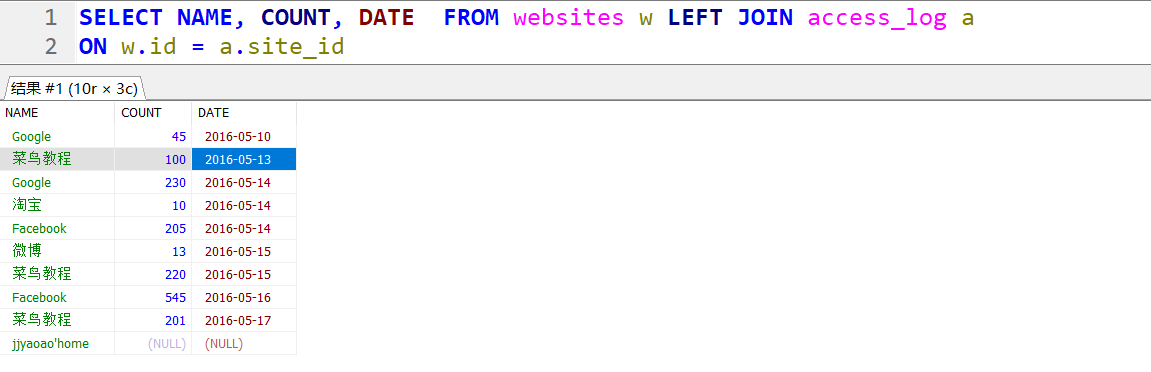 1 SELECT NAME, COUNT, DATE  FROM websites w LEFT JOIN access_log a
2 ON w.id = a.site_id
结果 #1 (10r × 3c)
NAME COUNT DATE
Google 45 2016-05-10
菜鸟教程 100 2016-05-13
Google 230 2016-05-14
淘宝 10 2016-05-14
Facebook 205 2016-05-14
微博 13 2016-05-15
菜鸟教程 220 2016-05-15
Facebook 545 2016-05-16
菜鸟教程 201 2016-05-17
jjyaoao'home (NULL) (NULL)